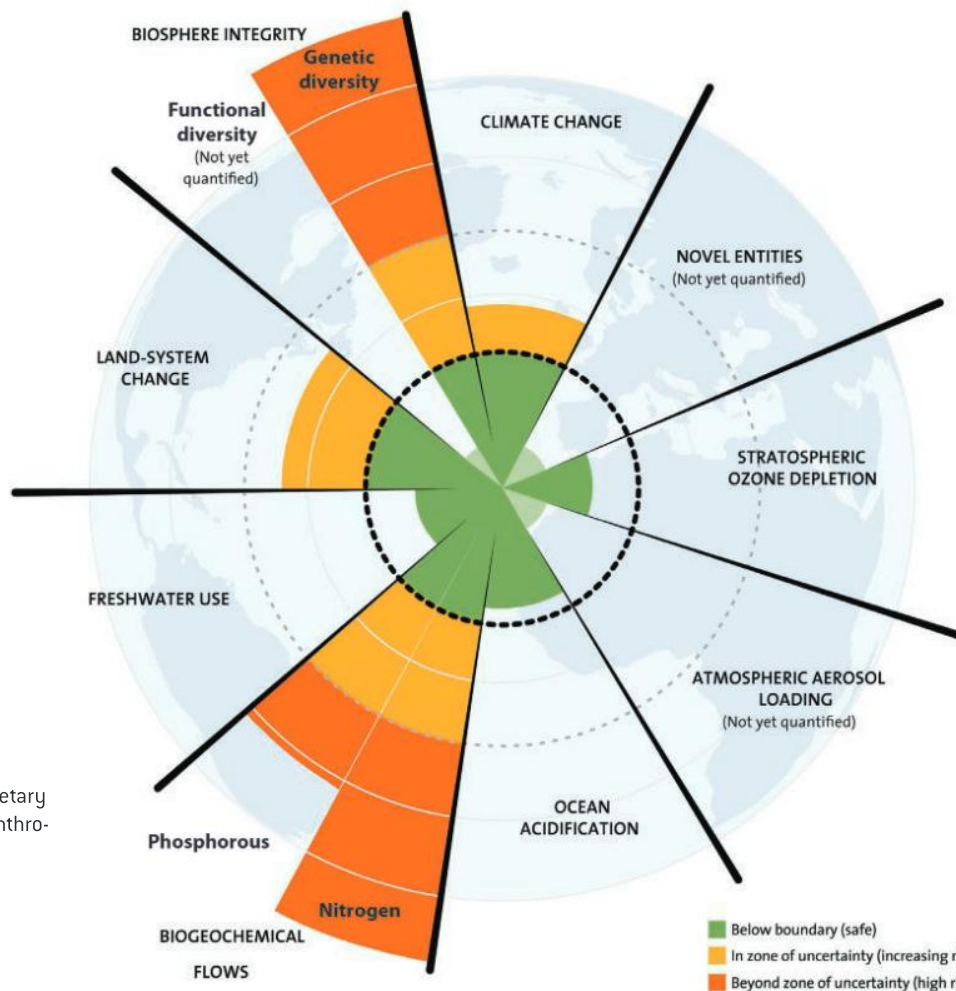 BIOSPHERE INTEGRITY
Genetic
diversity
Functional
diversity
(Not yet
quantified)
CLIMATE CHANGE
NOVEL ENTITIES
(Not yet quantified)
LAND-SYSTEM
CHANGE
STRATOSPHERIC
OZONE DEPLETION
FRESHWATER USE
ATMOSPHERIC AEROSOL
LOADING
(Not yet quantified)
OCEAN
ACIDIFICATION
etary
nthro-
Phosphorous
Nitrogen
BIOGEOCHEMICAL
FLOWS
Below boundary (safe)
In zone of uncertainty (increasing r
Beyond zone of uncertainty (high r